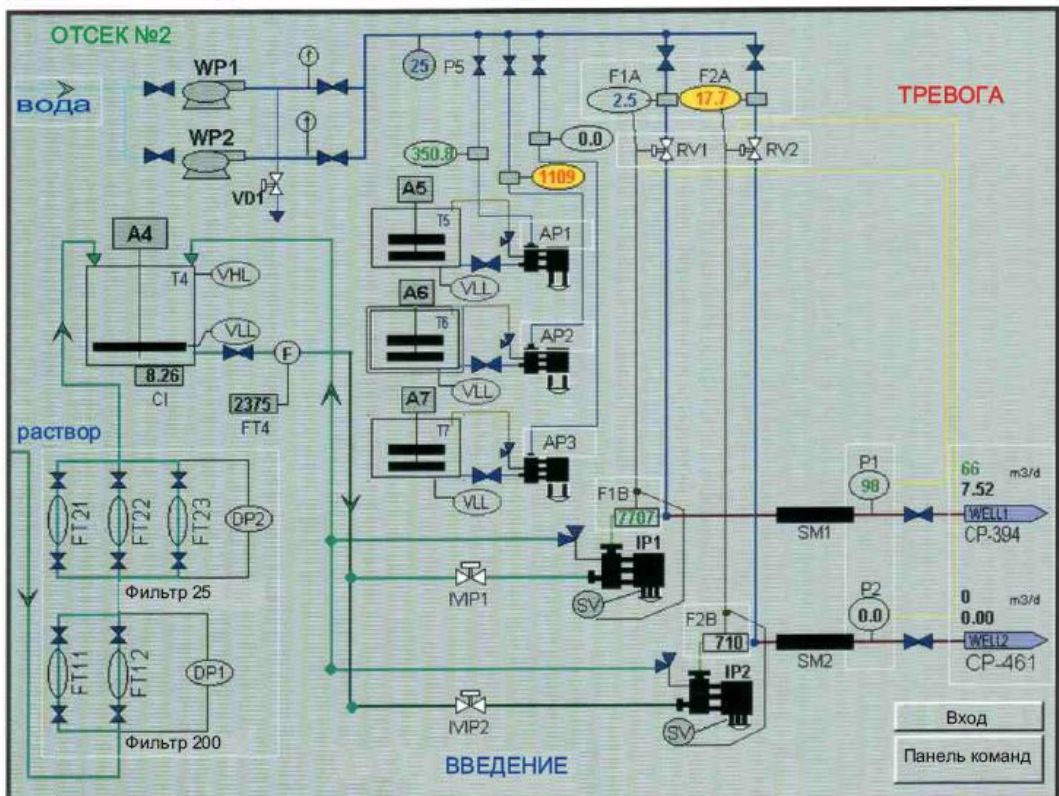 ОТСЕК №2
WP1
вода
WP2
VD1
25
P5
F1A
F2A
2.5
17.7
ТРЕВОГА
0.0
350.8
1109
RV1
RV2
A4
T4
VHL
VLL
8.26
CI
F
2375
FT4
A5
T5
VLL
AP1
A6
T6
VLL
AP2
A7
T7
VLL
AP3
раствор
FT21
FT22
FT23
DP2
Фильтр 25
FT11
FT12
DP1
Фильтр 200
F1B
7707
IP1
SV
IVIP1
F2B
710
IP2
SV
IVIP2
SM1
P1
98
66
m3/d
7.52
WELL1
CP-394
SM2
P2
0.0
0
m3/d
0.00
WELL2
CP-461
ВВЕДЕНИЕ
Вход
Панель команд